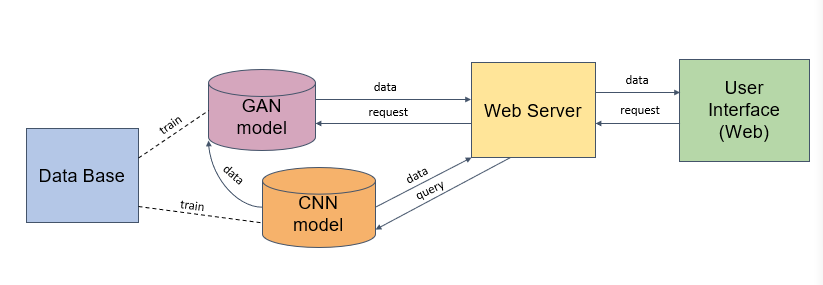 Data Base
train
train
GAN
model
data
CNN
model
data
request
data
query
Web Server
data
request
User
Interface
(Web)